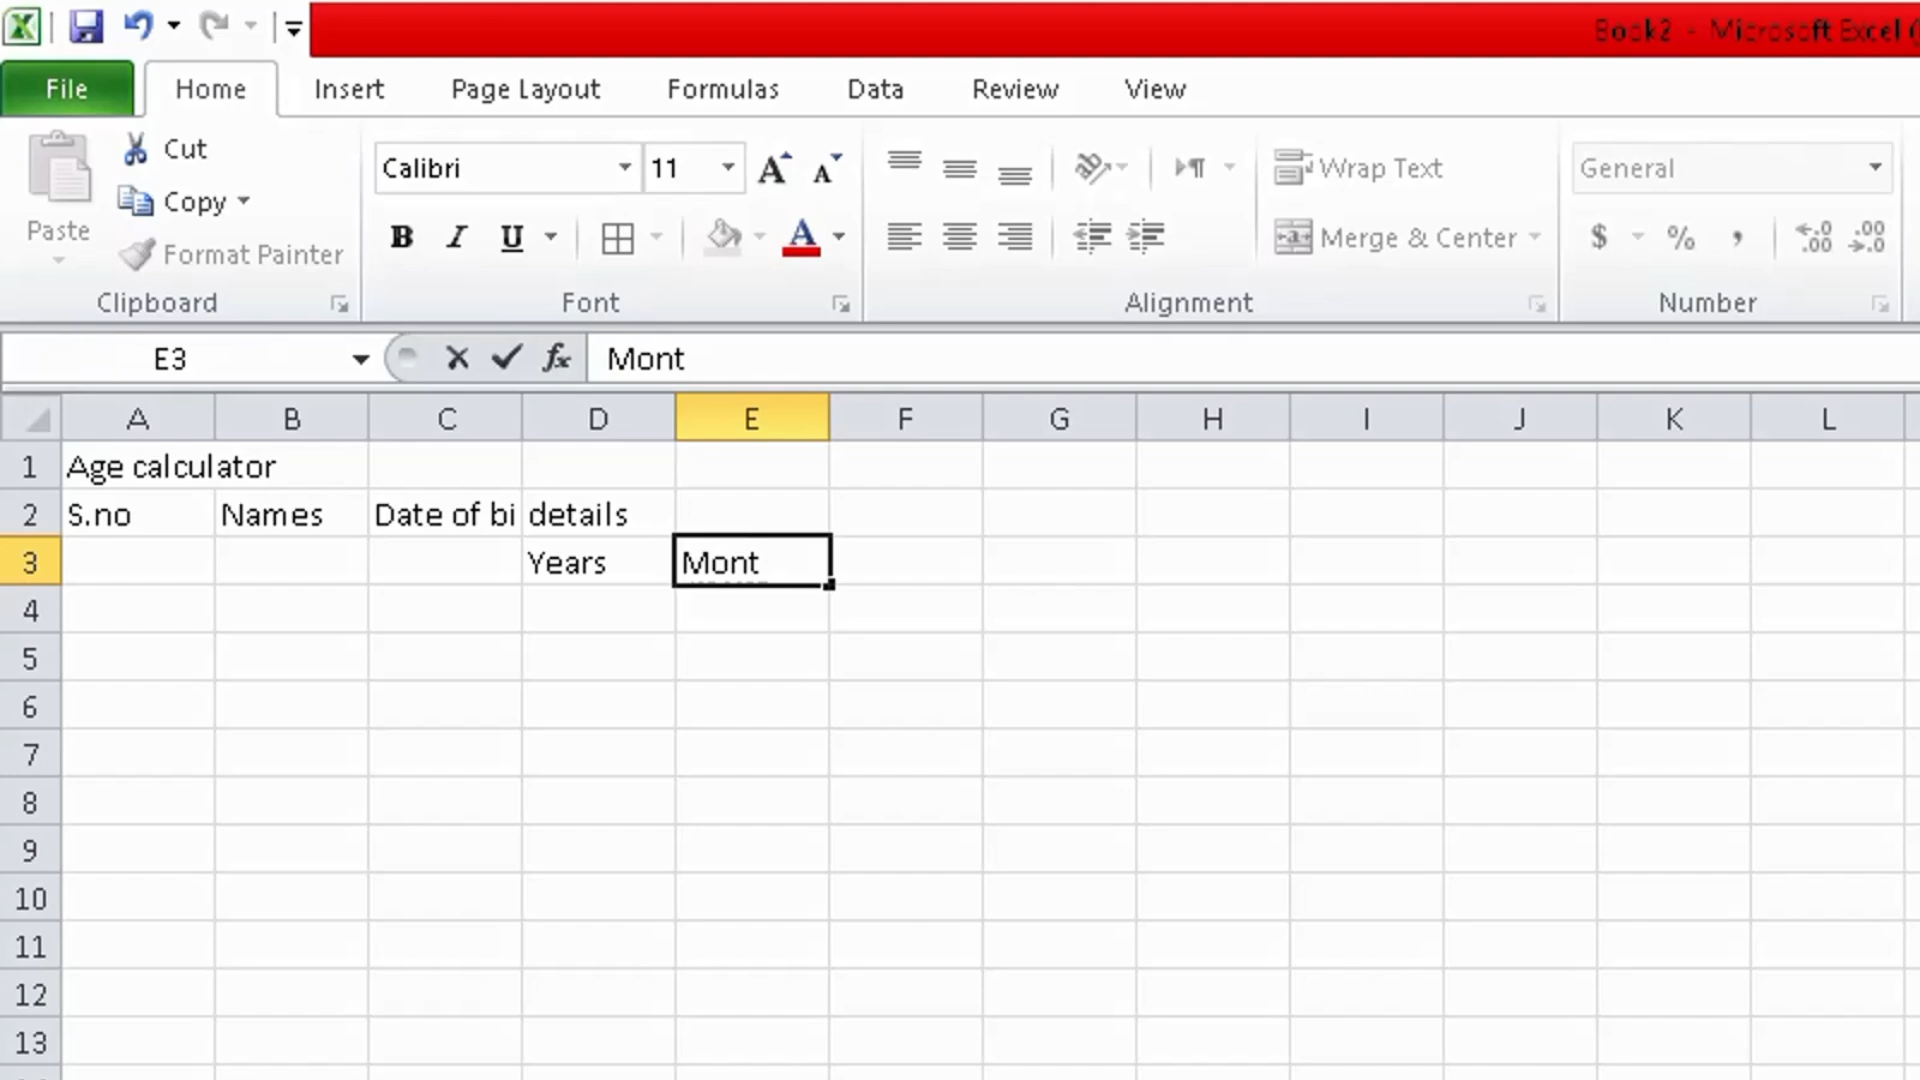 Book2 - Microsoft Excel (
File Home Insert Page Layout Formulas Data Review View
Cut
Copy
Paste
Format Painter
Clipboard
Calibri 11
B I U A
Font
Wrap Text
Merge & Center
Alignment
General
$ % ,
Number
E3 fx Mont
A B C D E F G H I J K L
1 Age calculator
2 S.no Names Date of bi details
3 Years Mont
4
5
6
7
8
9
10
11
12
13